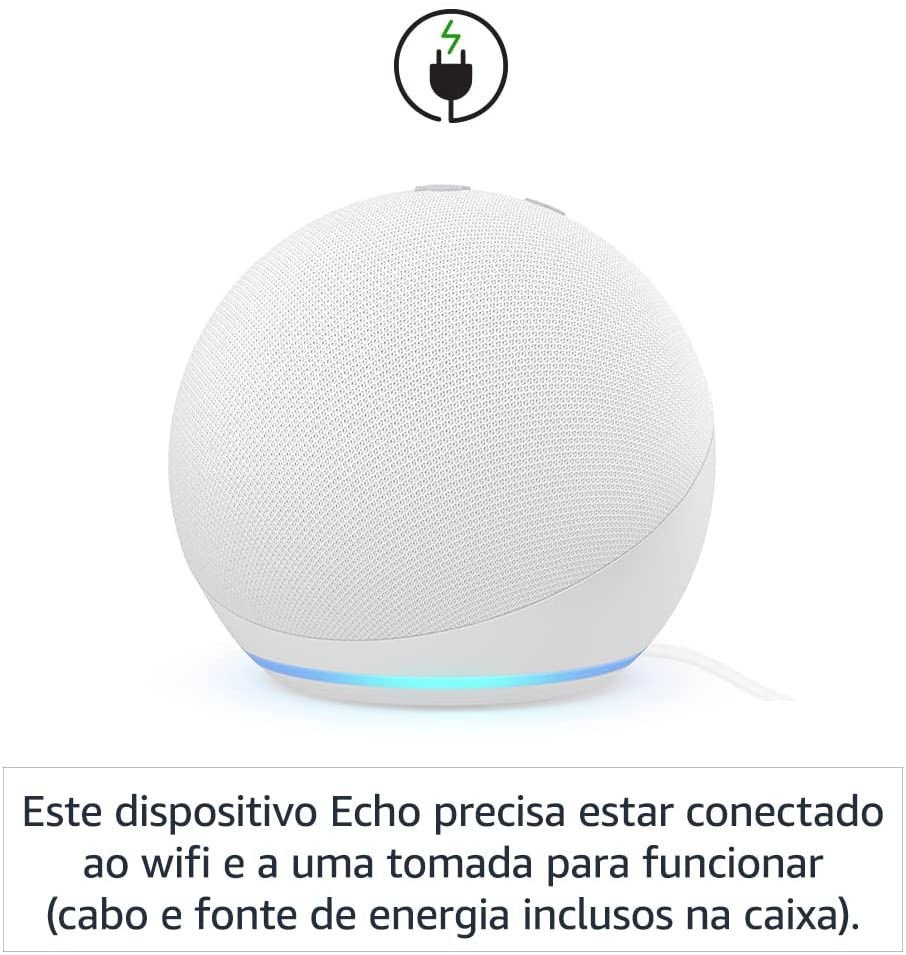 Este dispositivo Echo precisa estar conectado
ao wifi e a uma tomada para funcionar
(cabo e fonte de energia inclusos na caixa).